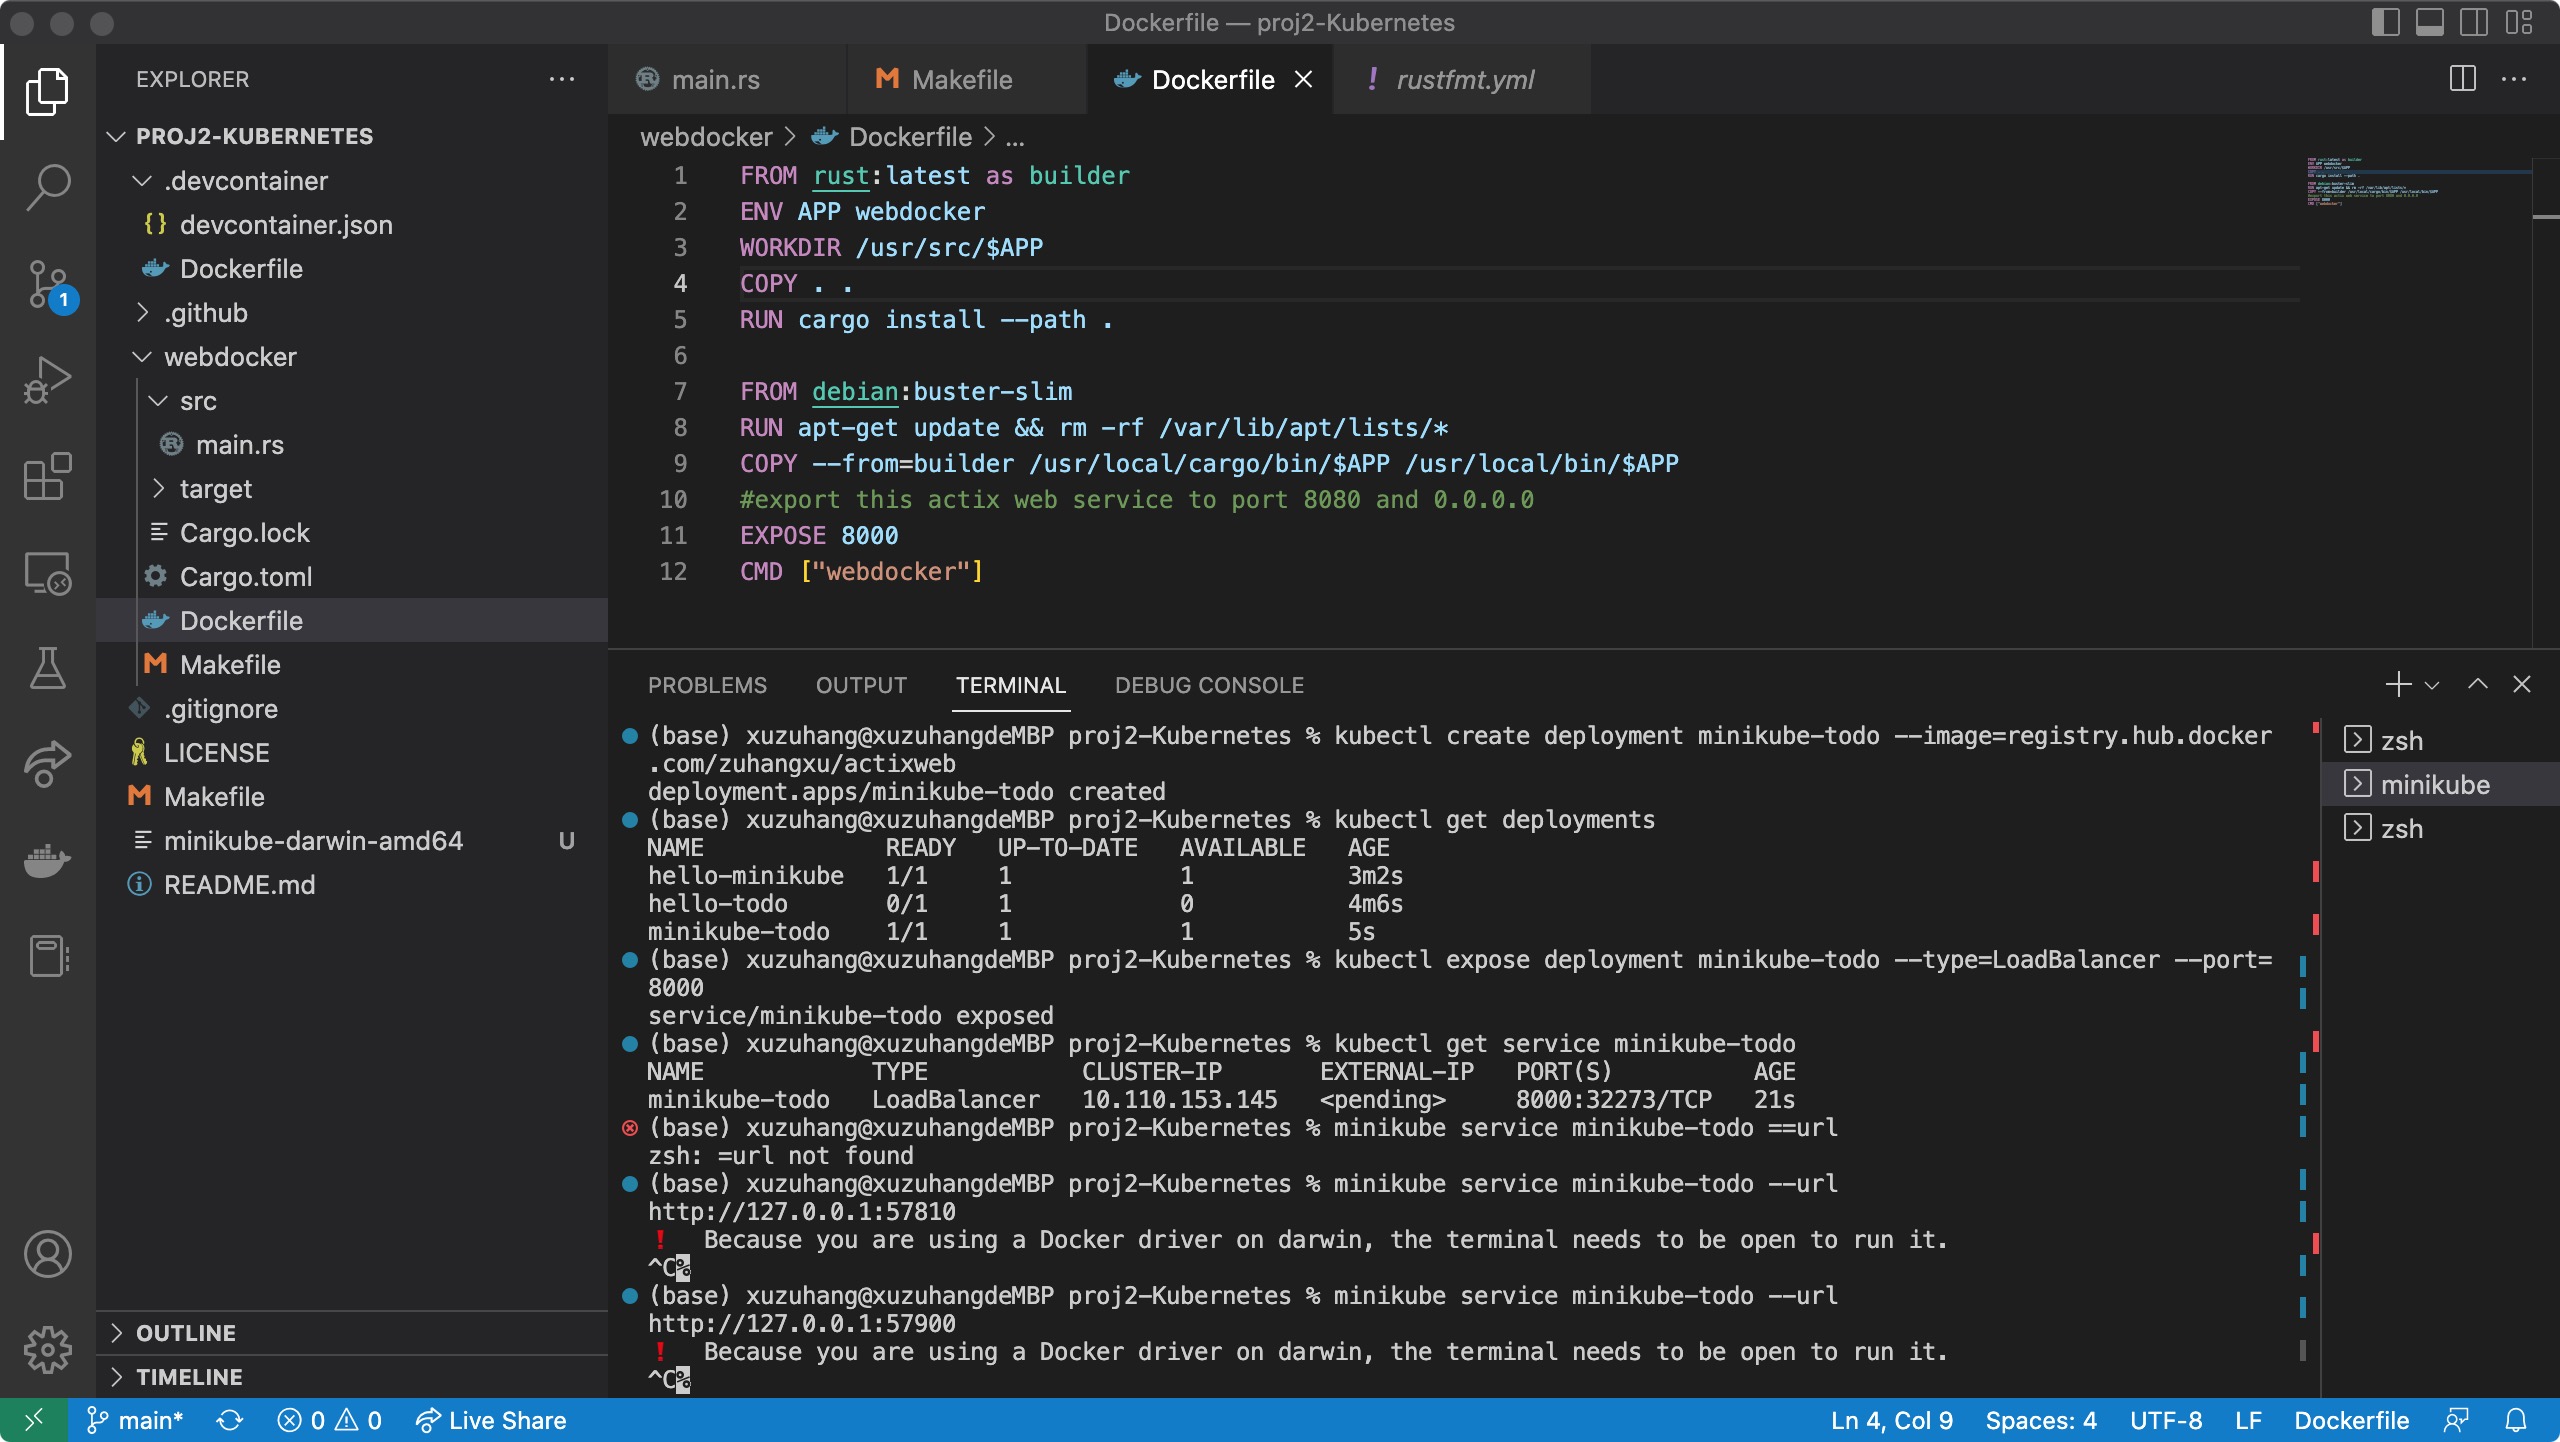 Dockerfile — proj2-Kubernetes
EXPLORER
PROJ2-KUBERNETES
.devcontainer
{} devcontainer.json
Dockerfile
.github
webdocker
src
main.rs
target
Cargo.lock
Cargo.toml
Dockerfile
M Makefile
.gitignore
LICENSE
M Makefile
minikube-darwin-amd64 U
README.md
OUTLINE
TIMELINE
1
main.rs
M Makefile
Dockerfile
! rustfmt.yml
webdocker > Dockerfile > ...
1 FROM rust:latest as builder
2 ENV APP webdocker
3 WORKDIR /usr/src/$APP
4 COPY . .
5 RUN cargo install --path .
6
7 FROM debian:buster-slim
8 RUN apt-get update && rm -rf /var/lib/apt/lists/*
9 COPY --from=builder /usr/local/cargo/bin/$APP /usr/local/bin/$APP
10 #export this actix web service to port 8080 and 0.0.0.0
11 EXPOSE 8000
12 CMD ["webdocker"]
PROBLEMS OUTPUT TERMINAL DEBUG CONSOLE
(base) xuzuhang@xuzuhangdeMBP proj2-Kubernetes % kubectl create deployment minikube-todo --image=registry.hub.docker
.com/zuhangxu/actixweb
deployment.apps/minikube-todo created
(base) xuzuhang@xuzuhangdeMBP proj2-Kubernetes % kubectl get deployments
NAME READY UP-TO-DATE AVAILABLE AGE
hello-minikube 1/1 1 1 3m2s
hello-todo 0/1 1 0 4m6s
minikube-todo 1/1 1 1 5s
(base) xuzuhang@xuzuhangdeMBP proj2-Kubernetes % kubectl expose deployment minikube-todo --type=LoadBalancer --port=
8000
service/minikube-todo exposed
(base) xuzuhang@xuzuhangdeMBP proj2-Kubernetes % kubectl get service minikube-todo
NAME TYPE CLUSTER-IP EXTERNAL-IP PORT(S) AGE
minikube-todo LoadBalancer 10.110.153.145 <pending> 8000:32273/TCP 21s
(base) xuzuhang@xuzuhangdeMBP proj2-Kubernetes % minikube service minikube-todo ==url
zsh: =url not found
(base) xuzuhang@xuzuhangdeMBP proj2-Kubernetes % minikube service minikube-todo --url
http://127.0.0.1:57810
! Because you are using a Docker driver on darwin, the terminal needs to be open to run it.
^C%
(base) xuzuhang@xuzuhangdeMBP proj2-Kubernetes % minikube service minikube-todo --url
http://127.0.0.1:57900
! Because you are using a Docker driver on darwin, the terminal needs to be open to run it.
^C%
zsh
minikube
zsh
main* 0 0 Live Share
Ln 4, Col 9 Spaces: 4 UTF-8 LF Dockerfile